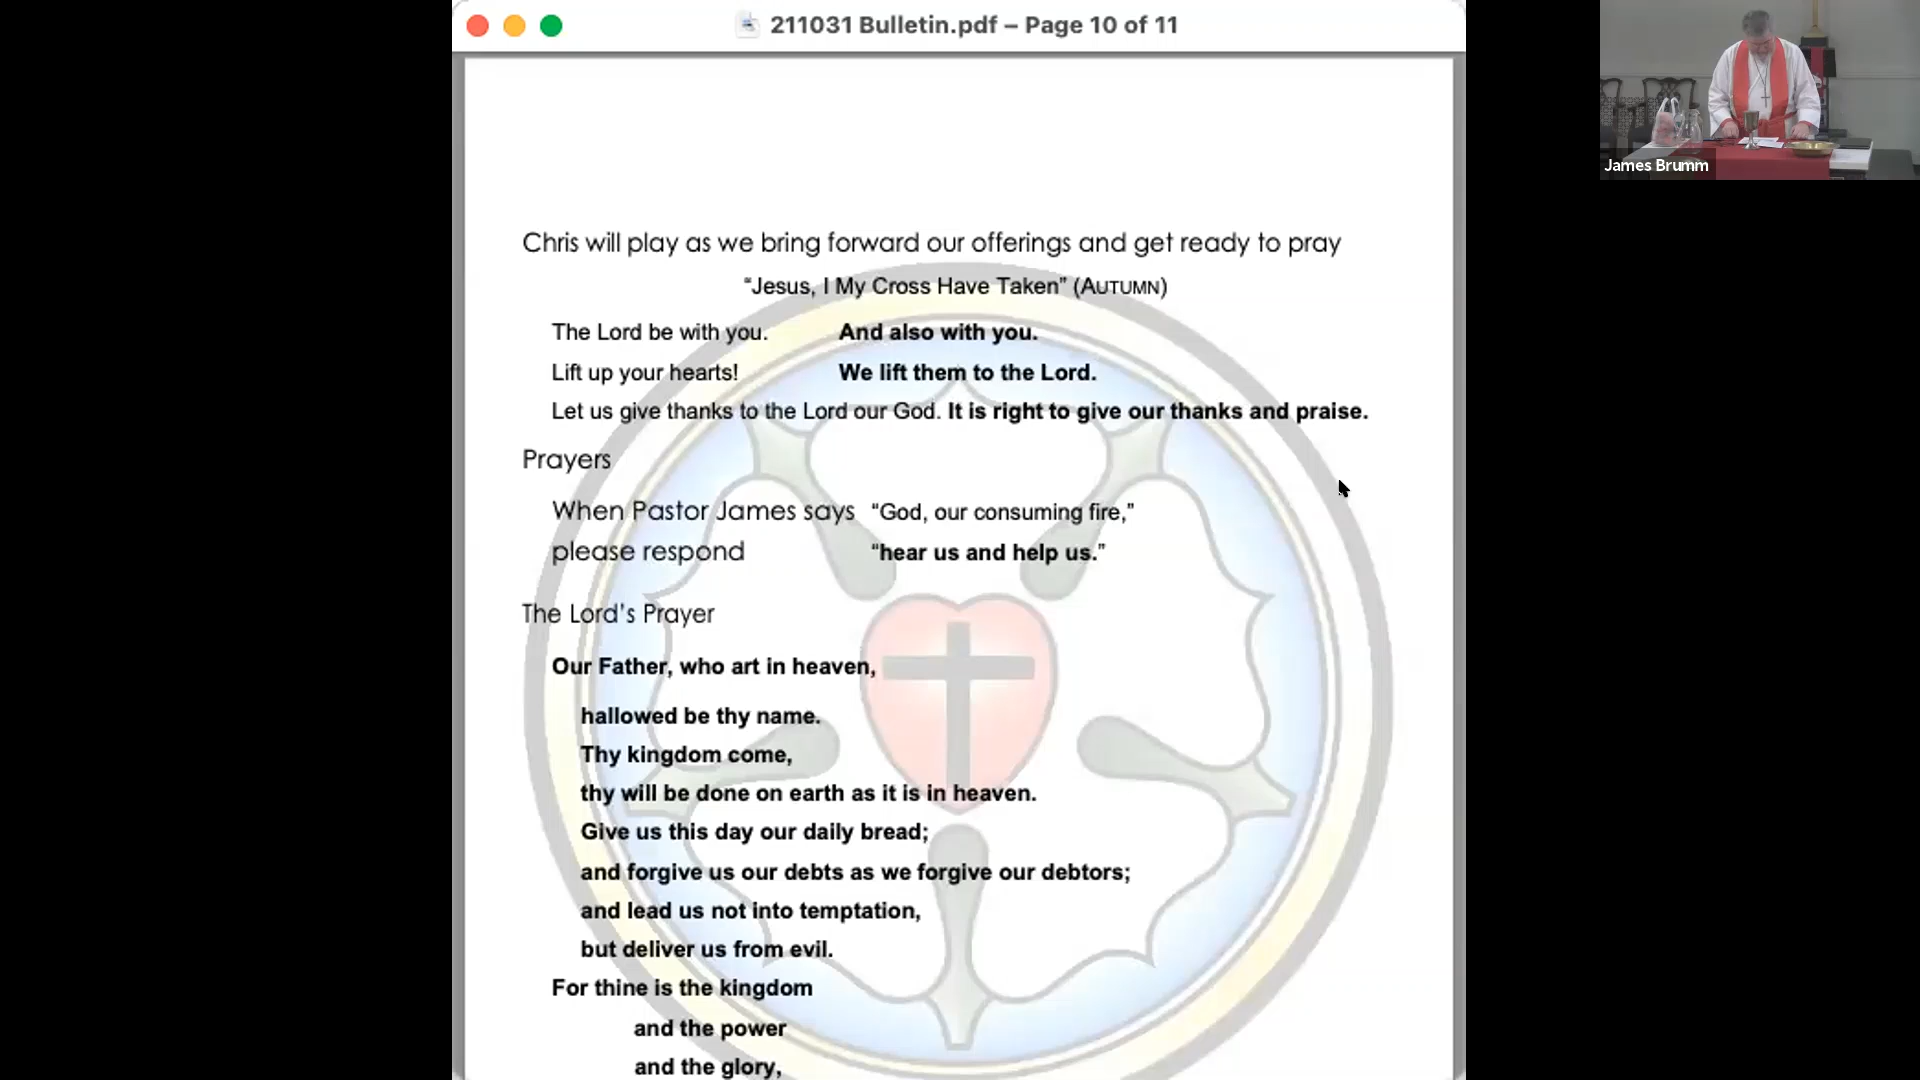 211031 Bulletin.pdf – Page 10 of 11
James Brumm
Chris will play as we bring forward our offerings and get ready to pray
“Jesus, I My Cross Have Taken” (AUTUMN)
The Lord be with you. And also with you.
Lift up your hearts! We lift them to the Lord.
Let us give thanks to the Lord our God. It is right to give our thanks and praise.
Prayers
When Pastor James says “God, our consuming fire,”
please respond “hear us and help us.”
The Lord’s Prayer
Our Father, who art in heaven,
hallowed be thy name.
Thy kingdom come,
thy will be done on earth as it is in heaven.
Give us this day our daily bread;
and forgive us our debts as we forgive our debtors;
and lead us not into temptation,
but deliver us from evil.
For thine is the kingdom
and the power
and the glory,